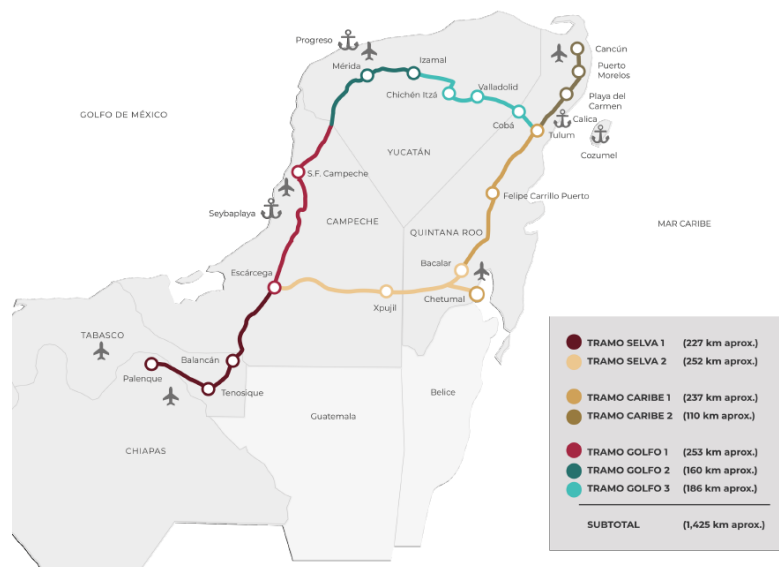 Progreso
Izamal
Mérida
Cancún
Puerto
Morelos
GOLFO DE MÉXICO
Chichén Itzá
Valladolid
Playa del
Carmen
Cobá
Calica
Tulum
YUCATÁN
Cozumel
S.F. Campeche
Felipe Carrillo Puerto
Seybaplaya
CAMPECHE
QUINTANA ROO
MAR CARIBE
Escárcega
Bacalar
Xpujil
Chetumal
TABASCO
Balancán
Palenque
Tenosique
Guatemala
Belice
CHIAPAS
TRAMO SELVA 1 (227 km aprox.)
TRAMO SELVA 2 (252 km aprox.)
TRAMO CARIBE 1 (237 km aprox.)
TRAMO CARIBE 2 (110 km aprox.)
TRAMO GOLFO 1 (253 km aprox.)
TRAMO GOLFO 2 (160 km aprox.)
TRAMO GOLFO 3 (186 km aprox.)
SUBTOTAL (1,425 km aprox.)